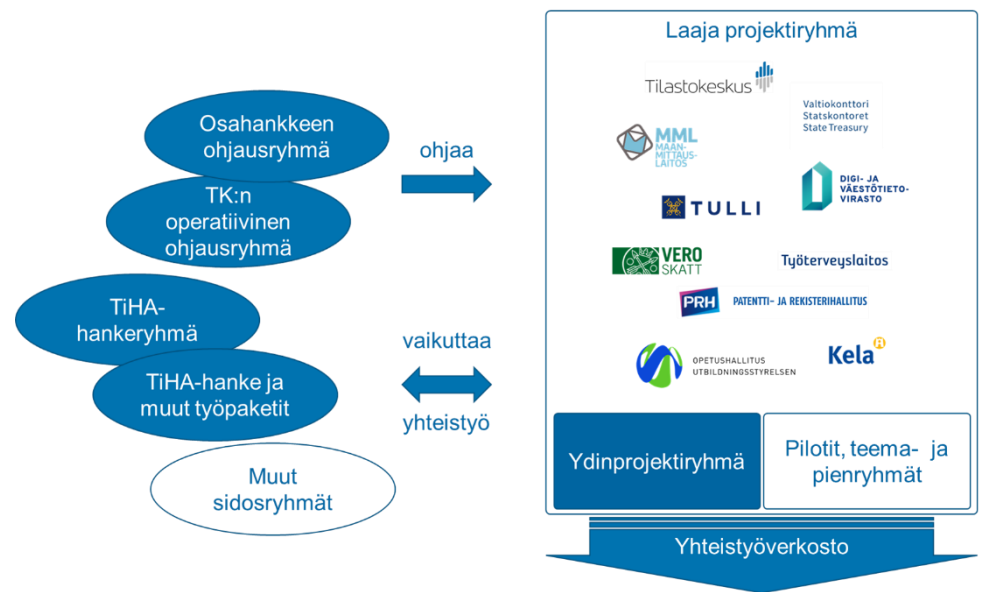 Osahankkeen
ohjausryhmä
TK:n
operatiivinen
ohjausryhmä
TiHA-
hankeryhmä
TiHA-hanke ja
muut työpaketit
Muut
sidosryhmät
ohjaa
vaikuttaa
yhteistyö
Laaja projektiryhmä
Tilastokeskus
Valtiokonttori
Statskontoret
State Treasury
MML
MAAN-
MITTAUS-
LAITOS
DIGI- JA
VÄESTÖTIETO-
VIRASTO
TULLI
VERO
SKATT
Työterveyslaitos
PRH PATENTTI- JA REKISTERIHALLITUS
OPETUSHALLITUS
UTBILDNINGSSTYRELSEN
Kela
Ydinprojektiryhmä
Pilotit, teema- ja
pienryhmät
Yhteistyöverkosto